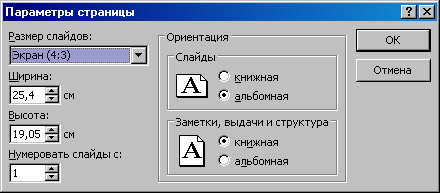 Параметры страницы
Размер слайдов:
Экран (4:3)
Ширина:
25,4 см
Высота:
19,05 см
Нумеровать слайды с:
1
Ориентация
Слайды
A
книжная
альбомная
Заметки, выдачи и структура
A
книжная
альбомная
ОК
Отмена